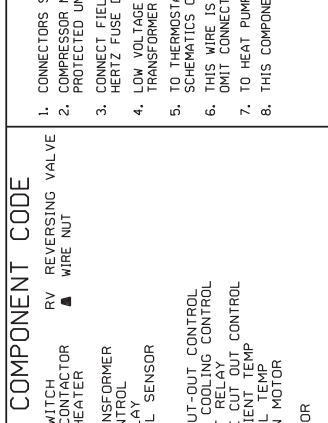 COMPONENT CODE
WITCH
CONTACTOR
HEATER
NSFORMER
NTROL
AY
L SENSOR
UT-OUT CONTROL
COOLING CONTROL
RELAY
CUT OUT CONTROL
IENT TEMP
L TEMP
N MOTOR
OR
RV REVERSING VALVE
WIRE NUT
1. CONNECTORS S
2. COMPRESSOR M
PROTECTED UN
3. CONNECT FIEL
HERTZ FUSE D
4. LOW VOLTAGE
TRANSFORMER
5. TO THERMOSTA
SCHEMATICS O
6. THIS WIRE IS
OMIT CONNECT
7. TO HEAT PUMP
8. THIS COMPONE